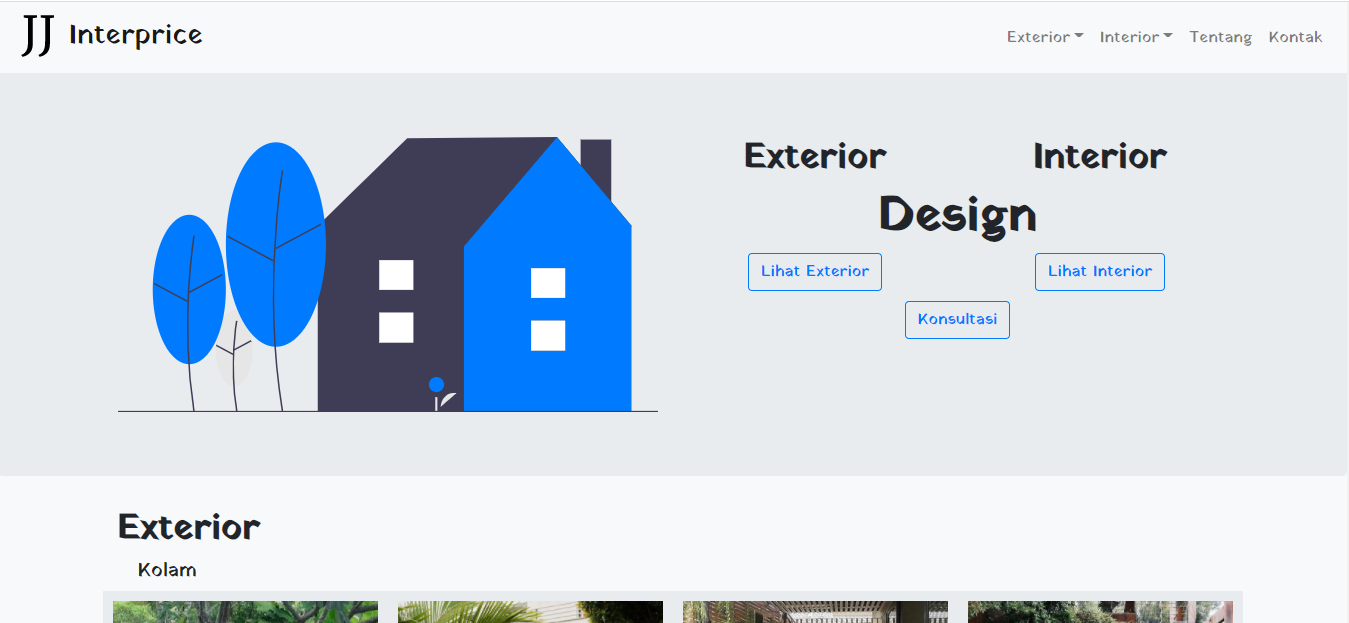 JJ Interprice
Exterior Interior Tentang Kontak
Exterior Interior
Design
Lihat Exterior Lihat Interior
Konsultasi
Exterior
Kolam